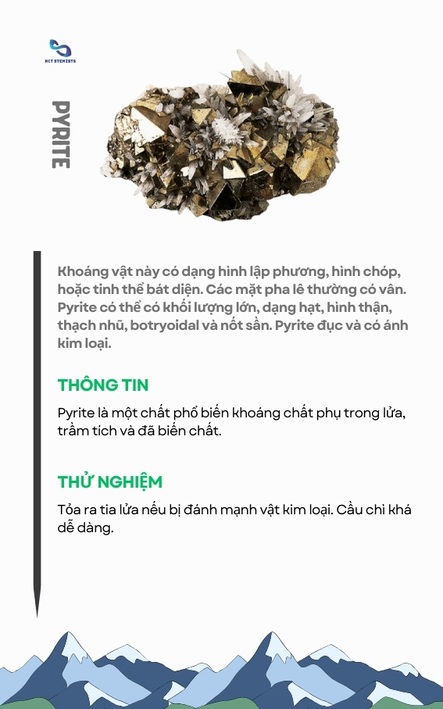 NCT STEMISTS
PYRITE
Khoáng vật này có dạng hình lập phương, hình chóp,
hoặc tinh thể bát diện. Các mặt pha lê thường có vân.
Pyrite có thể có khối lượng lớn, dạng hạt, hình thận,
thạch nhũ, botryoidal và nốt sần. Pyrite đục và có ánh
kim loại.
THÔNG TIN
Pyrite là một chất phổ biến khoáng chất phụ trong lửa,
trầm tích và đã biến chất.
THỬ NGHIỆM
Tỏa ra tia lửa nếu bị đánh mạnh vật kim loại. Cầu chì khá
dễ dàng.